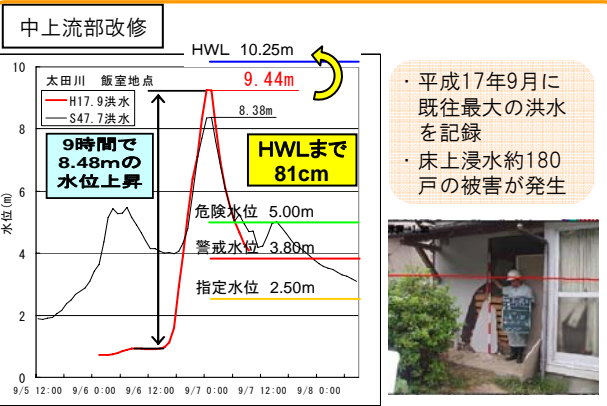 中上流部改修
HWL 10.25m
太田川 飯室地点
H17.9洪水
S47.7洪水
9.44m
8.38m
9時間で
8.48mの
水位上昇
HWLまで
81cm
危険水位 5.00m
警戒水位 3.80m
指定水位 2.50m
水位(m)
10
8
6
4
2
0
9/5 12:00 9/6 0:00 9/6 12:00 9/7 0:00 9/7 12:00 9/8 0:00
・平成17年9月に
既往最大の洪水
を記録
・床上浸水約180
戸の被害が発生